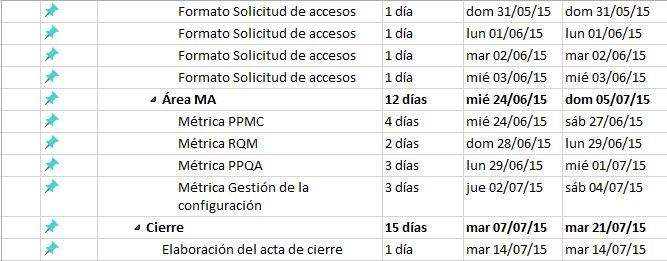 Formato Solicitud de accesos 1 día dom 31/05/15 dom 31/05/15
Formato Solicitud de accesos 1 día lun 01/06/15 lun 01/06/15
Formato Solicitud de accesos 1 día mar 02/06/15 mar 02/06/15
Formato Solicitud de accesos 1 día mié 03/06/15 mié 03/06/15
Área MA 12 días mié 24/06/15 dom 05/07/15
Métrica PPMC 4 días mié 24/06/15 sáb 27/06/15
Métrica RQM 2 días dom 28/06/15 lun 29/06/15
Métrica PPQA 3 días lun 29/06/15 mié 01/07/15
Métrica Gestión de la 3 días jue 02/07/15 sáb 04/07/15
configuración
Cierre 15 días mar 07/07/15 mar 21/07/15
Elaboración del acta de cierre 1 día mar 14/07/15 mar 14/07/15